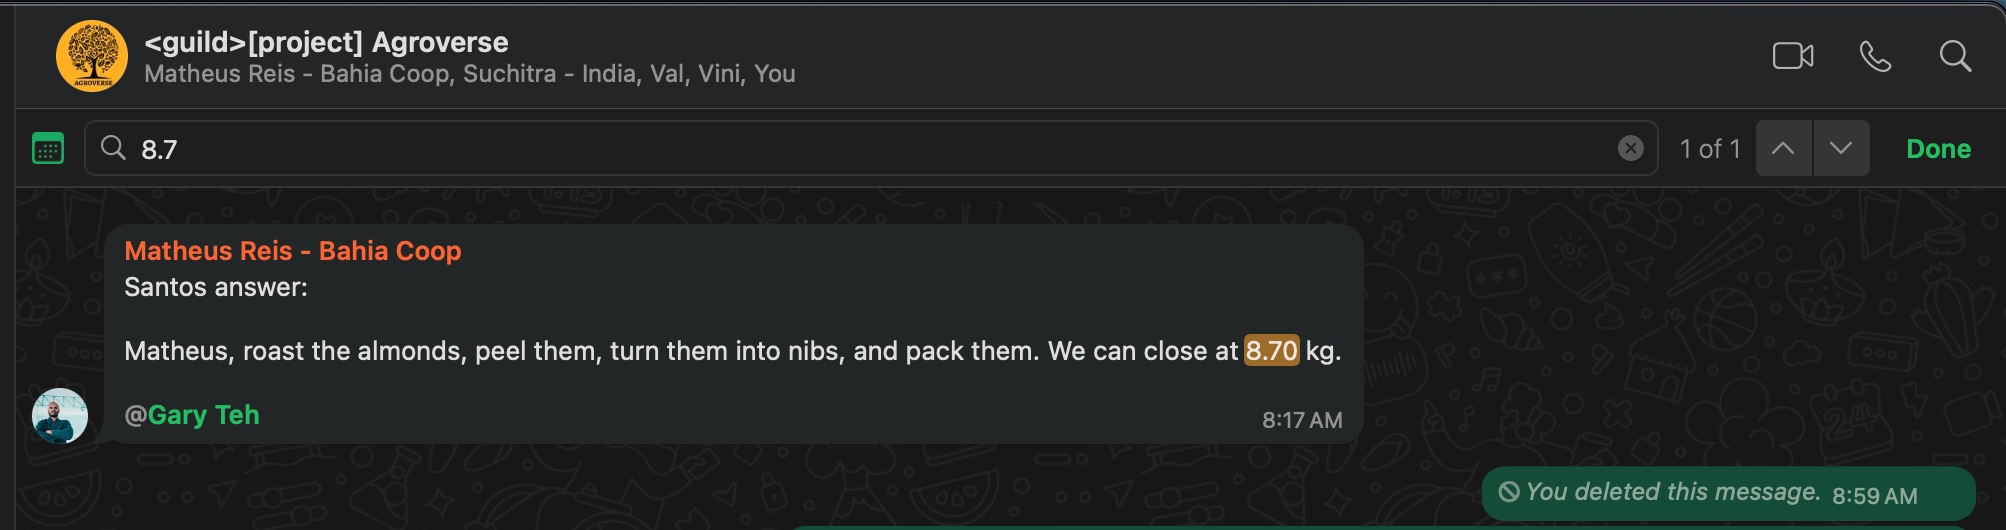 <guild>[project] Agroverse
Matheus Reis - Bahia Coop, Suchitra - India, Val, Vini, You
8.7
1 of 1
Done
Matheus Reis - Bahia Coop
Santos answer:
Matheus, roast the almonds, peel them, turn them into nibs, and pack them. We can close at 8.70 kg.
@Gary Teh
8:17 AM
You deleted this message. 8:59 AM